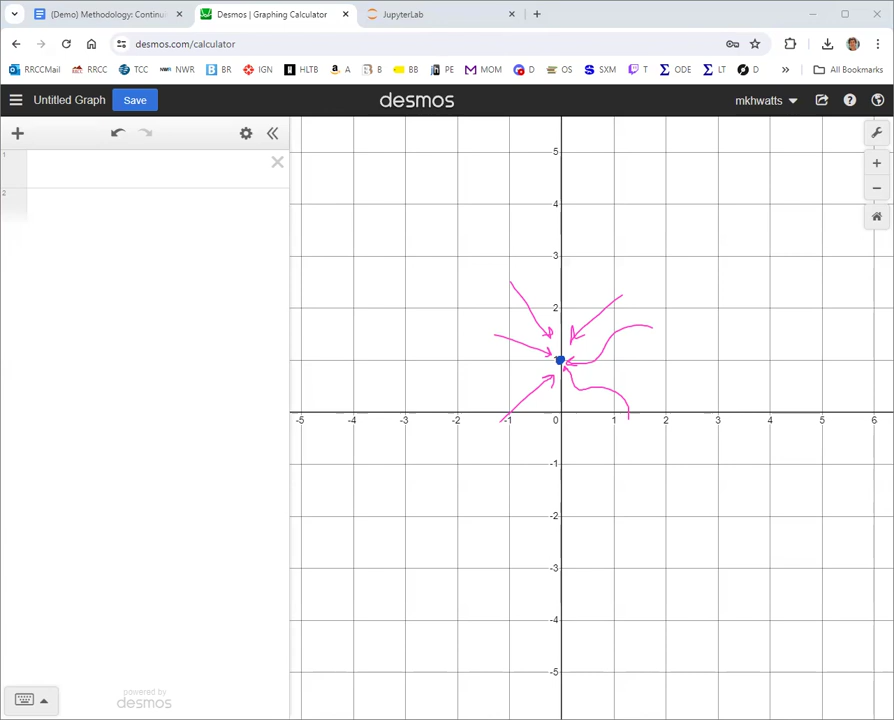 (Demo) Methodology: Continui
Desmos | Graphing Calculator
JupyterLab
desmos.com/calculator
RRCCMail
RRCC
TCC
NWR
BR
IGN
HLTB
A
B
BB
PE
MOM
D
OS
SXM
T
ODE
LT
D
All Bookmarks
Untitled Graph
Save
desmos
mkhwatts
1
2
5
4
3
2
1
-5
-4
-3
-2
-1
0
1
2
3
4
5
6
-1
-2
-3
-4
-5
powered by
desmos